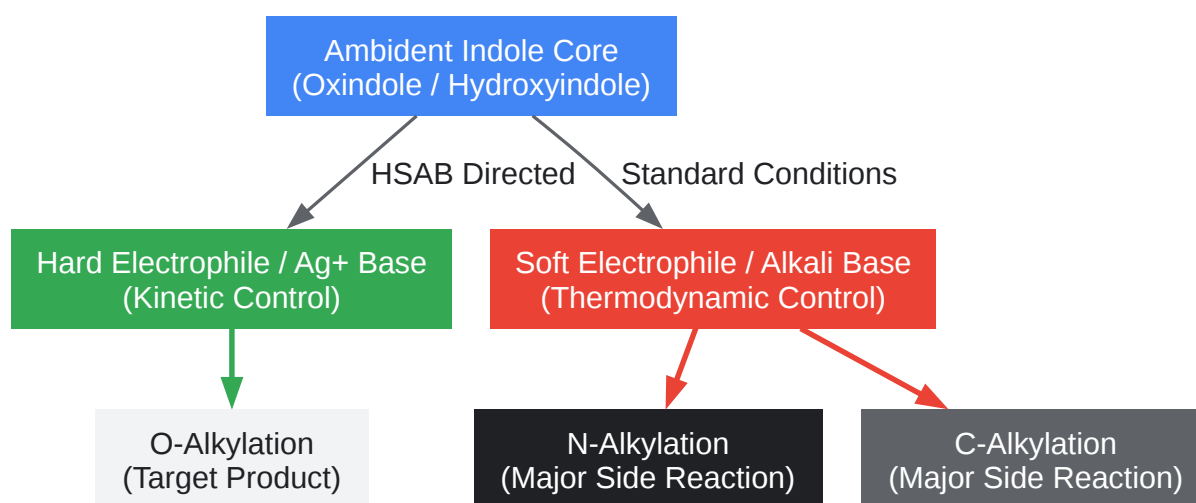 Ambident Indole Core
(Oxindole / Hydroxyindole)
HSAB Directed
Standard Conditions
Hard Electrophile / Ag+ Base
(Kinetic Control)
Soft Electrophile / Alkali Base
(Thermodynamic Control)
O-Alkylation
(Target Product)
N-Alkylation
(Major Side Reaction)
C-Alkylation
(Major Side Reaction)